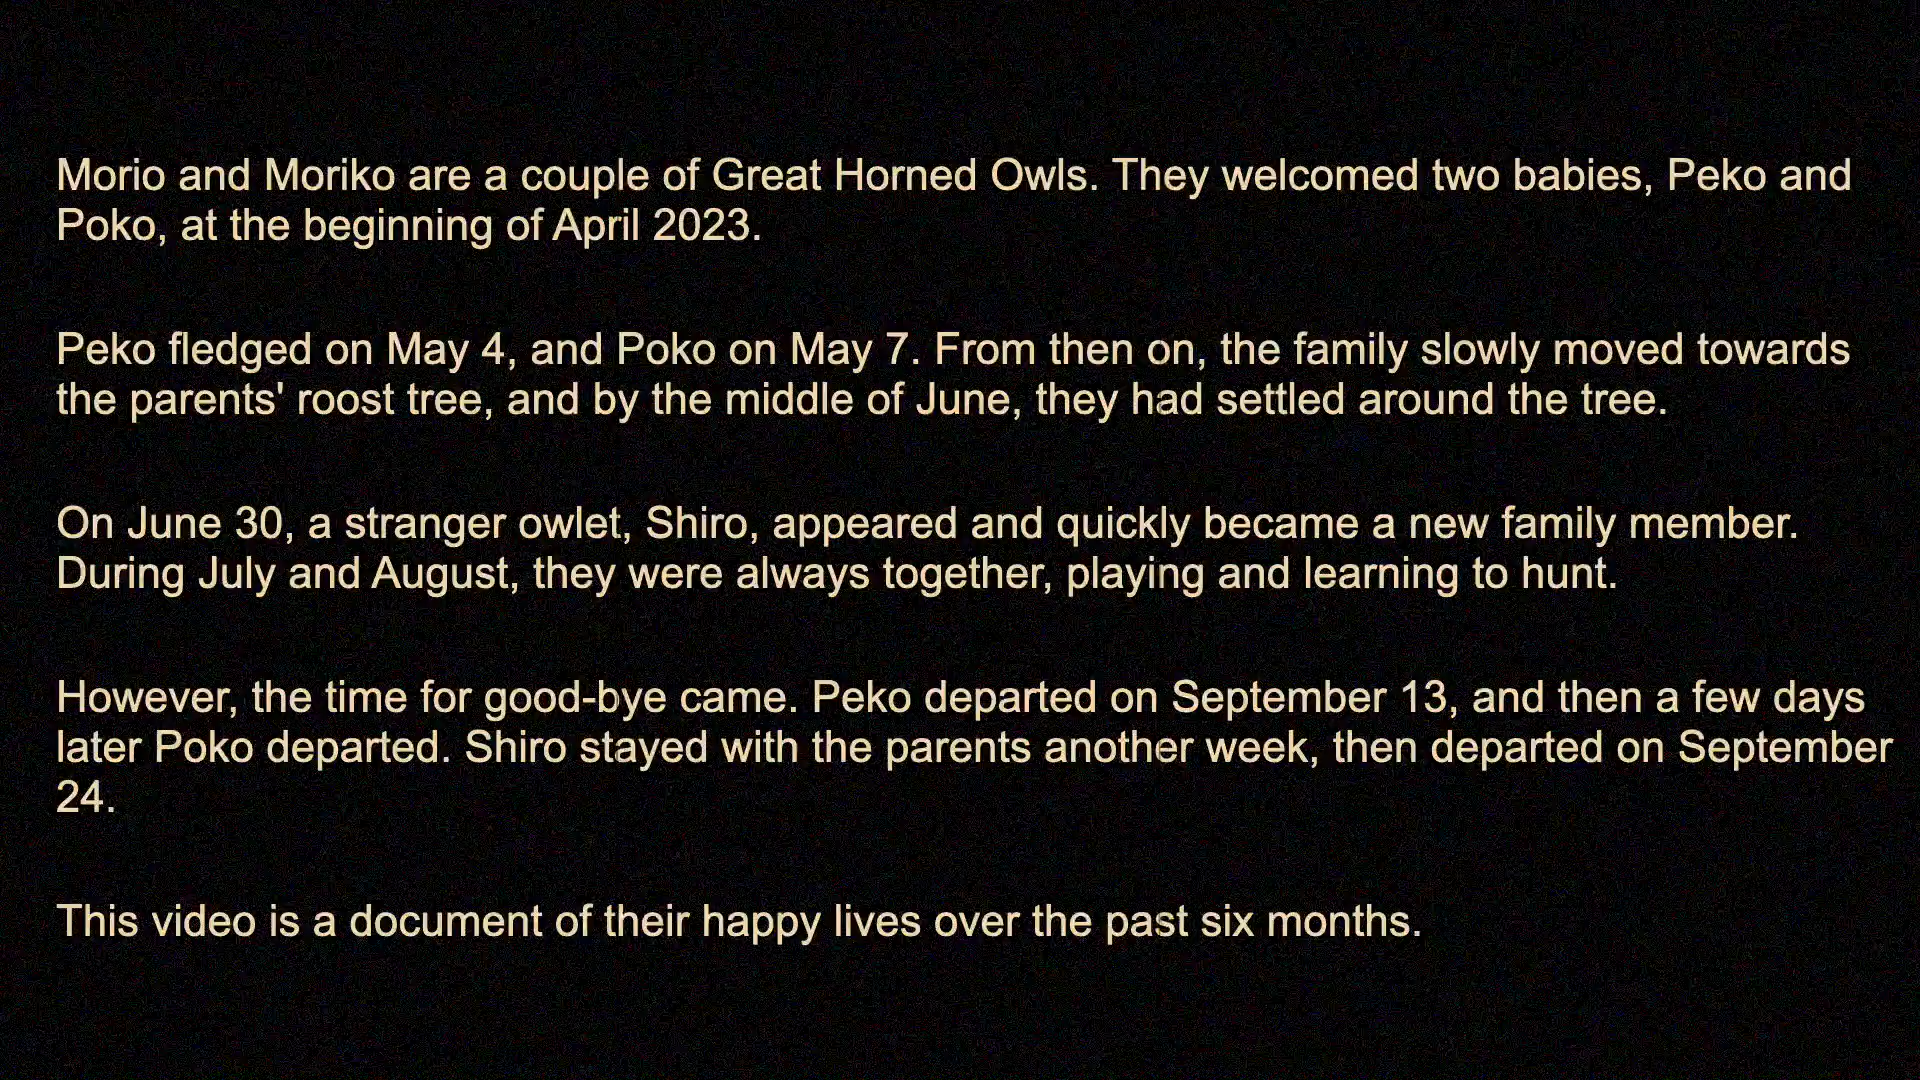 Morio and Moriko are a couple of Great Horned Owls. They welcomed two babies, Peko and
Poko, at the beginning of April 2023.
Peko fledged on May 4, and Poko on May 7. From then on, the family slowly moved towards
the parents' roost tree, and by the middle of June, they had settled around the tree.
On June 30, a stranger owlet, Shiro, appeared and quickly became a new family member.
During July and August, they were always together, playing and learning to hunt.
However, the time for good-bye came. Peko departed on September 13, and then a few days
later Poko departed. Shiro stayed with the parents another week, then departed on September
24.
This video is a document of their happy lives over the past six months.